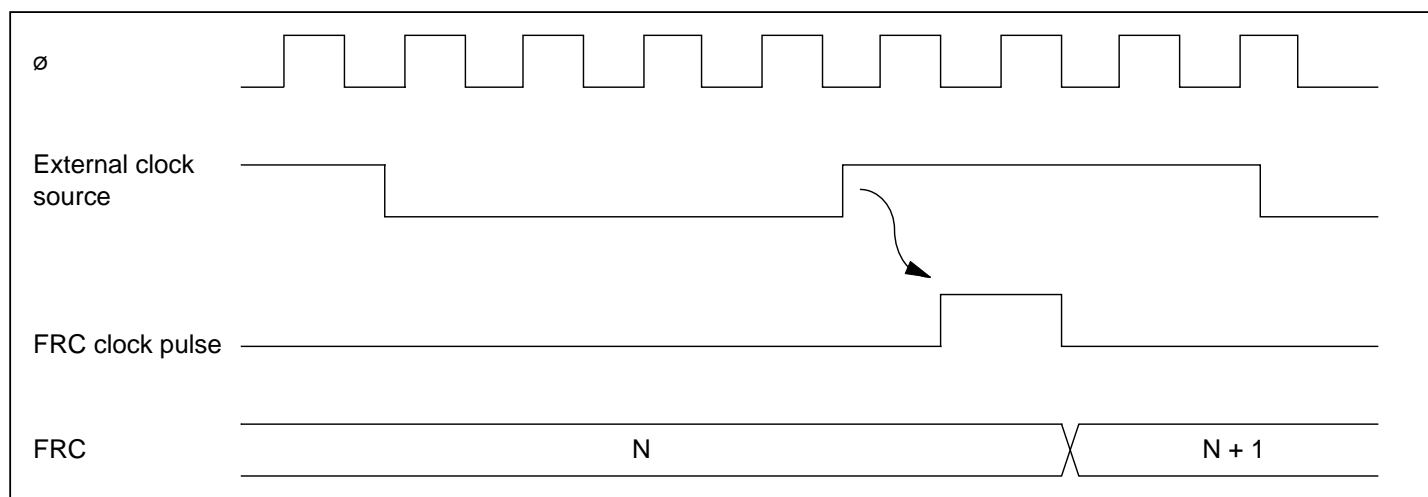 ø
External clock
source
FRC clock pulse
FRC
N
N + 1